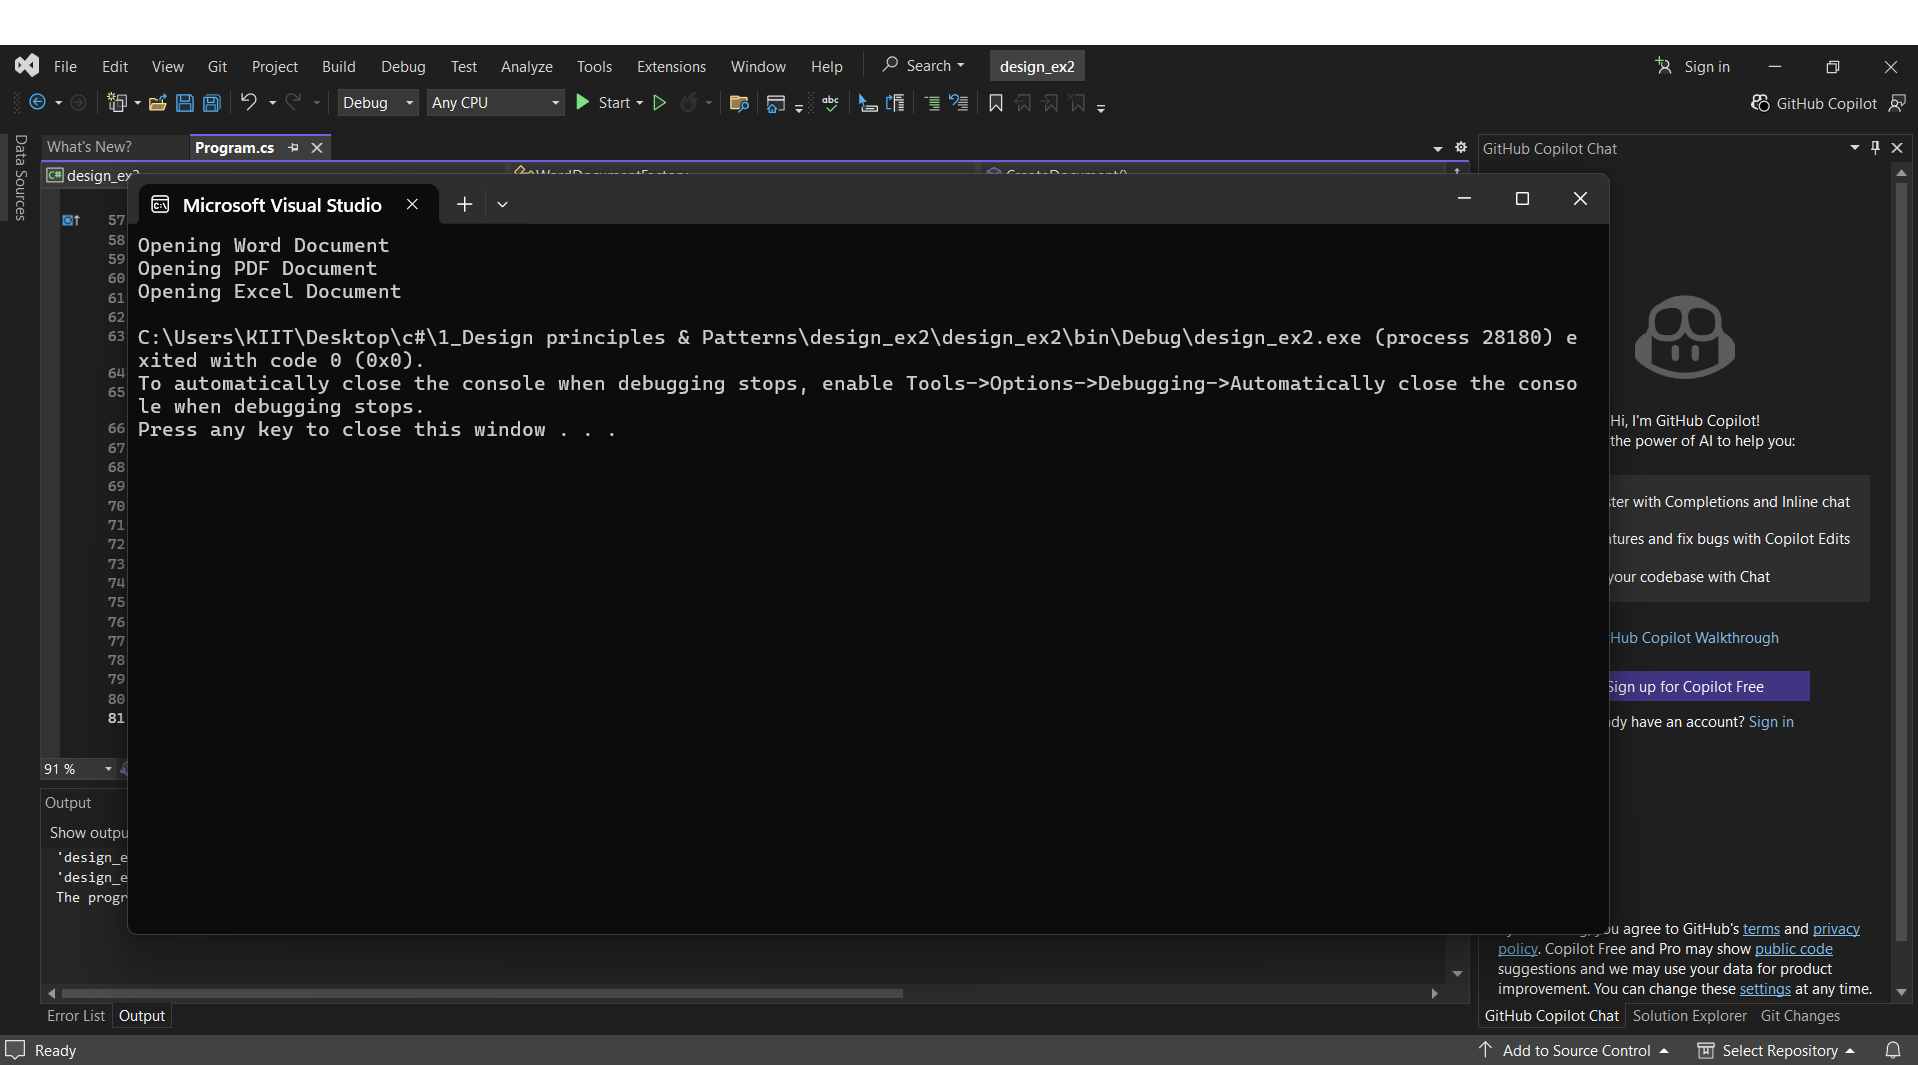 File Edit View Git Project Build Debug Test Analyze Tools Extensions Window Help Search design_ex2 Sign in
Debug Any CPU Start GitHub Copilot
Data Sources
What's New? Program.cs
GitHub Copilot Chat
C# design_ex2
WordDocumentFactory
CreateDocument()
Microsoft Visual Studio
57
58
59
60
61
62
63
64
65
66
67
68
69
70
71
72
73
74
75
76
77
78
79
80
81
Opening Word Document
Opening PDF Document
Opening Excel Document
C:\Users\KIIT\Desktop\c#\1_Design principles & Patterns\design_ex2\design_ex2\bin\Debug\design_ex2.exe (process 28180) e
xited with code 0 (0x0).
To automatically close the console when debugging stops, enable Tools->Options->Debugging->Automatically close the conso
le when debugging stops.
Press any key to close this window . . .
Hi, I'm GitHub Copilot!
the power of AI to help you:
ster with Completions and Inline chat
tures and fix bugs with Copilot Edits
your codebase with Chat
Hub Copilot Walkthrough
Sign up for Copilot Free
dy have an account? Sign in
91 %
Output
Show outpu
'design_e
'design_e
The progr
you agree to GitHub's terms and privacy
policy. Copilot Free and Pro may show public code
suggestions and we may use your data for product
improvement. You can change these settings at any time.
Error List Output
GitHub Copilot Chat Solution Explorer Git Changes
Ready
Add to Source Control Select Repository